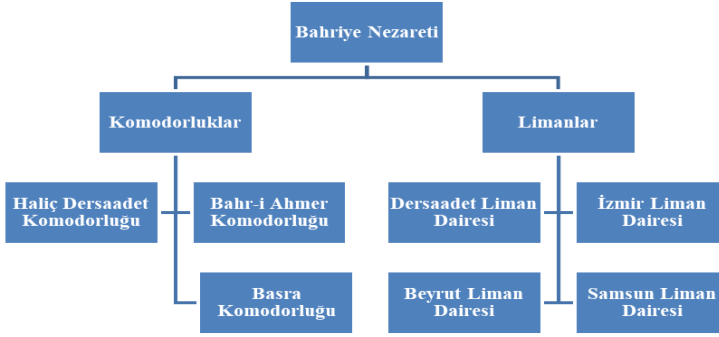 Bahriye Nezareti
Komodorluklar
Limanlar
Haliç Dersaadet
Komodorluğu
Bahr-i Ahmer
Komodorluğu
Dersaadet Liman
Dairesi
İzmir Liman
Dairesi
Basra
Komodorluğu
Beyrut Liman
Dairesi
Samsun Liman
Dairesi